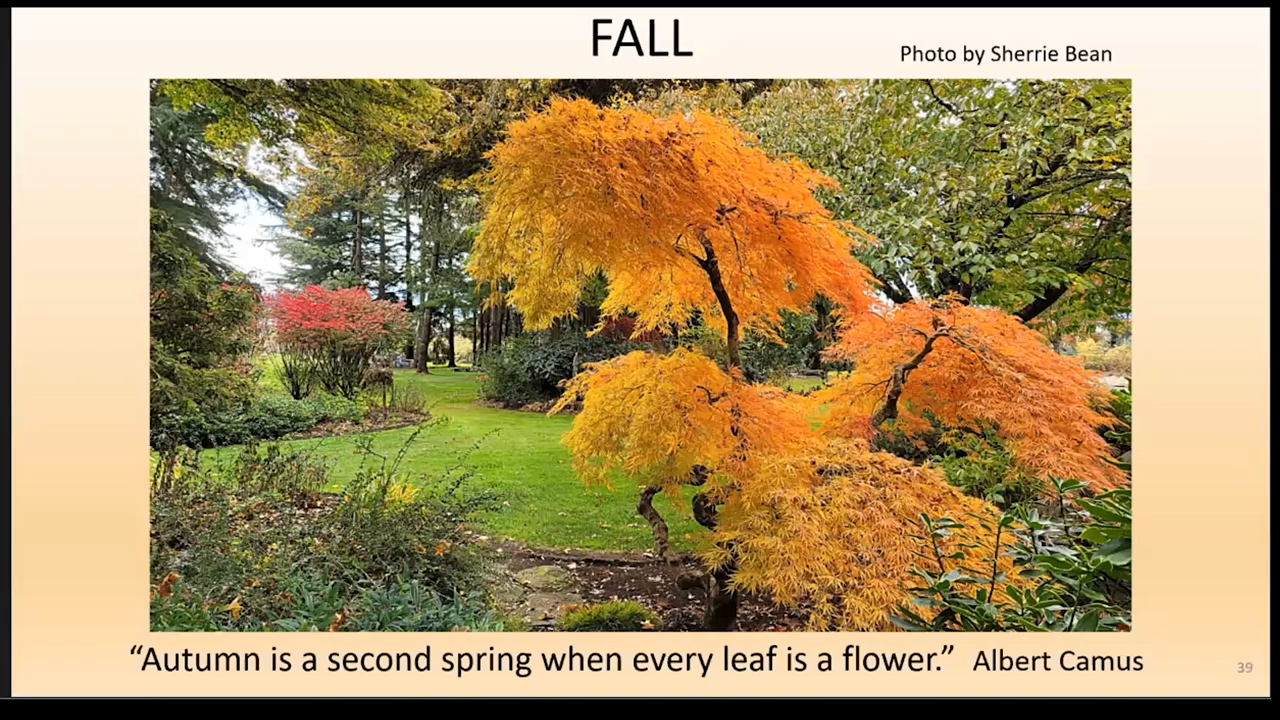 FALL
Photo by Sherrie Bean
“Autumn is a second spring when every leaf is a flower.” Albert Camus
39